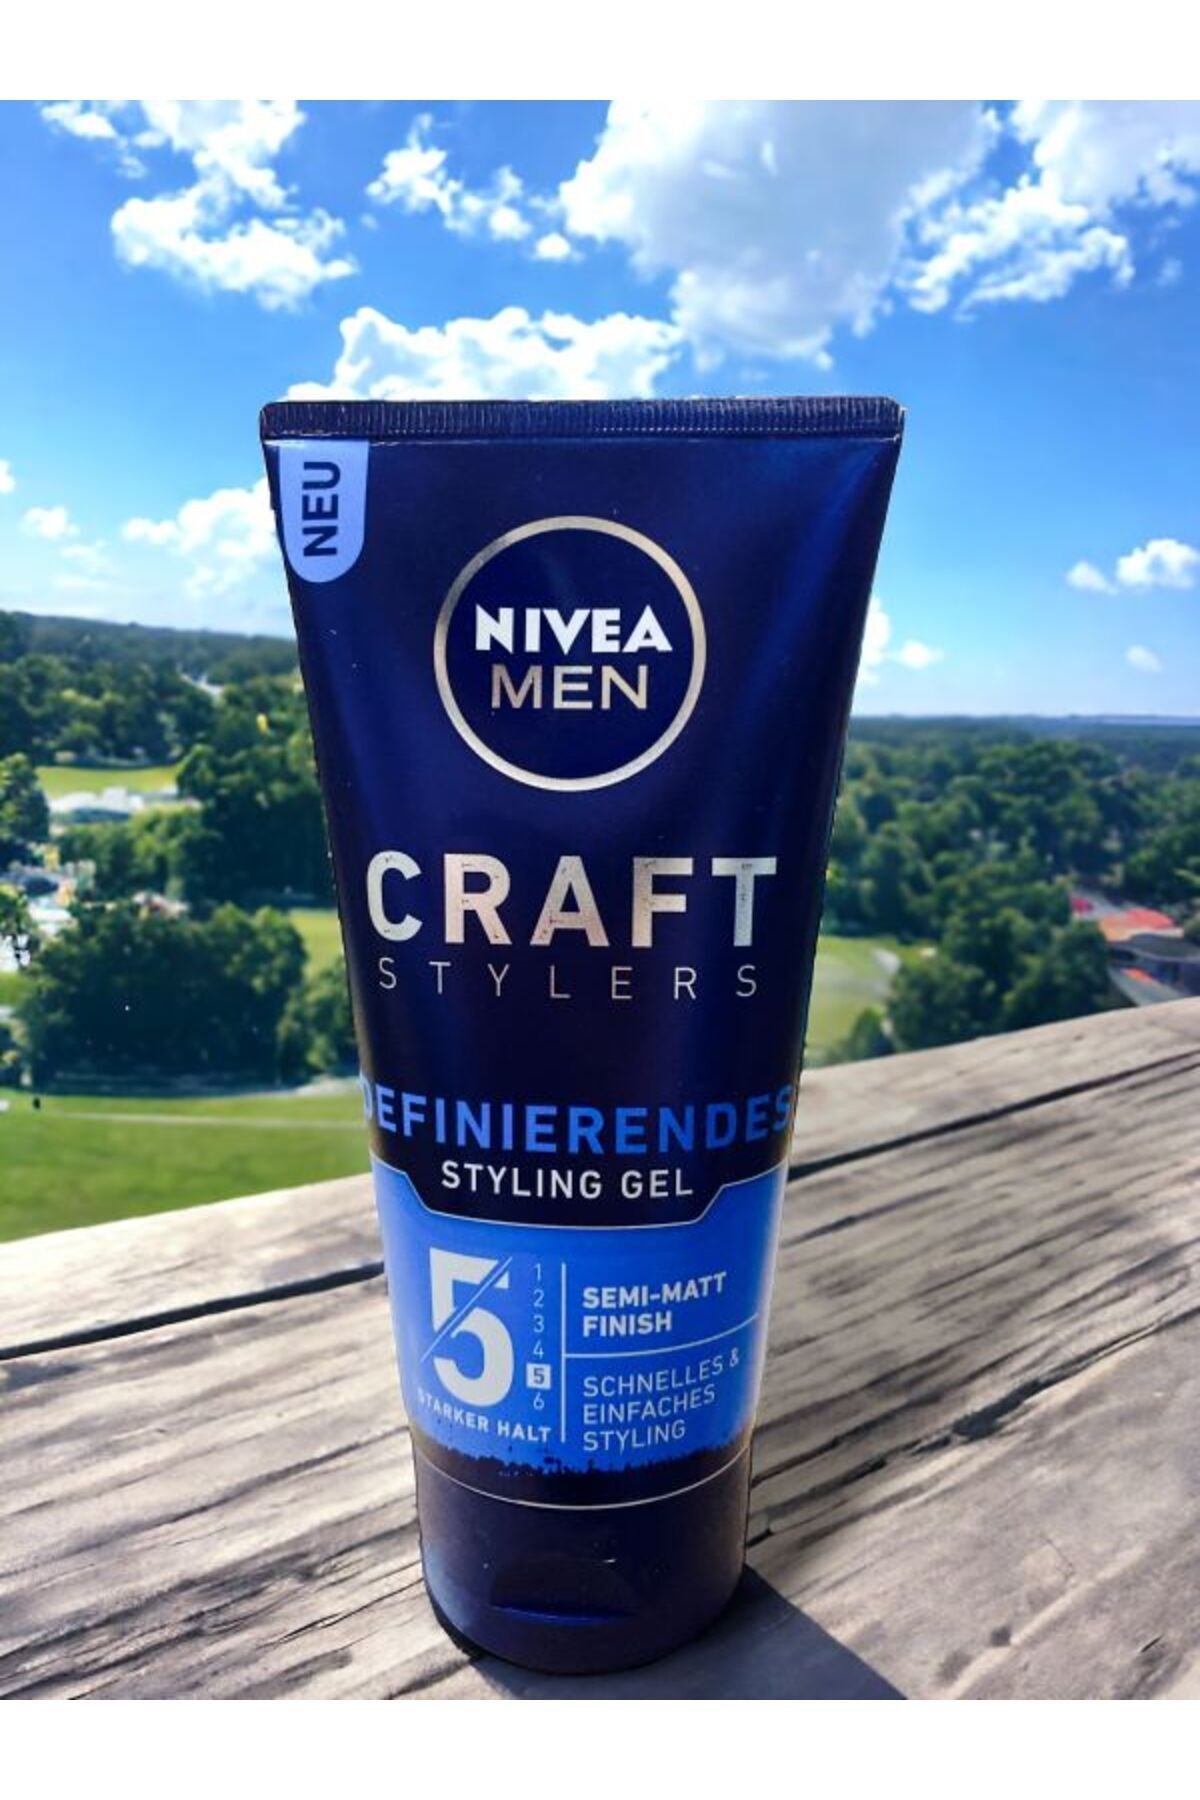 NEU
NIVEA
MEN
CRAFT
STYLERS
DEFINIERENDES
STYLING GEL
5
1
2
3
4
5
6
STARKER HALT
SEMI-MATT
FINISH
SCHNELLES &
EINFACHES
STYLING